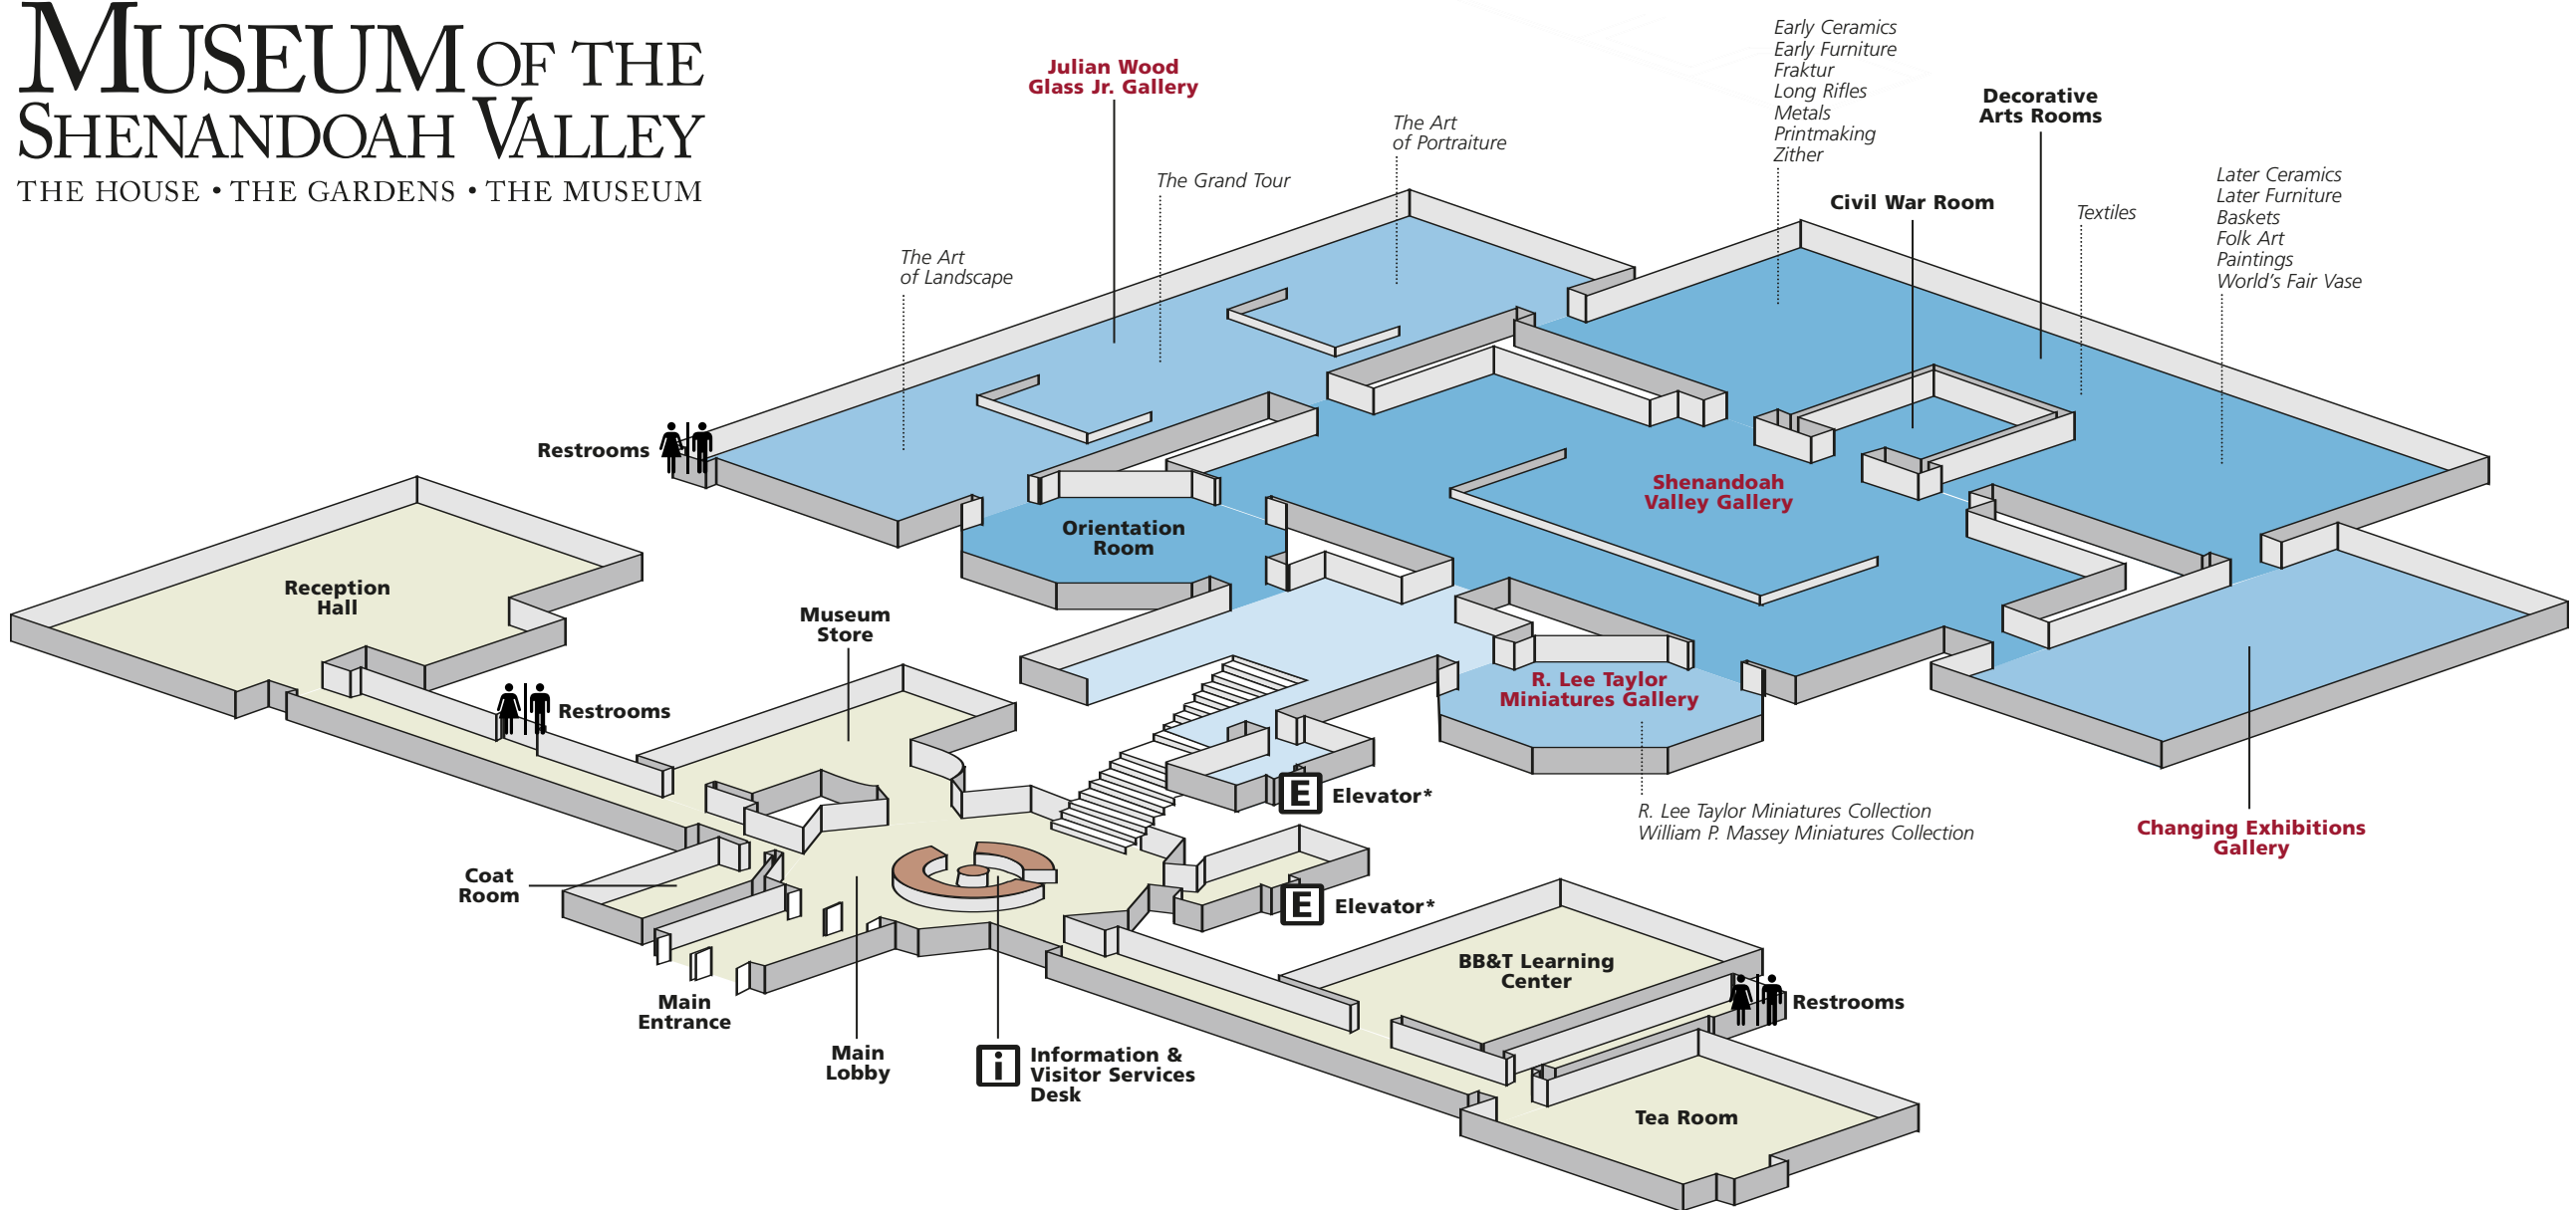 MUSEUM OF THE
SHENANDOAH VALLEY
THE HOUSE • THE GARDENS • THE MUSEUM
Julian Wood
Glass Jr. Gallery
The Art
of Landscape
The Grand Tour
The Art
of Portraiture
Early Ceramics
Early Furniture
Fraktur
Long Rifles
Metals
Printmaking
Zither
Civil War Room
Decorative
Arts Rooms
Textiles
Later Ceramics
Later Furniture
Baskets
Folk Art
Paintings
World's Fair Vase
Restrooms
Orientation
Room
Shenandoah
Valley Gallery
Reception
Hall
Museum
Store
Restrooms
R. Lee Taylor
Miniatures Gallery
E
Elevator*
R. Lee Taylor Miniatures Collection
William P. Massey Miniatures Collection
Changing Exhibitions
Gallery
Coat
Room
E
Elevator*
Main
Entrance
Main
Lobby
i
Information &
Visitor Services
Desk
BB&T Learning
Center
Restrooms
Tea Room